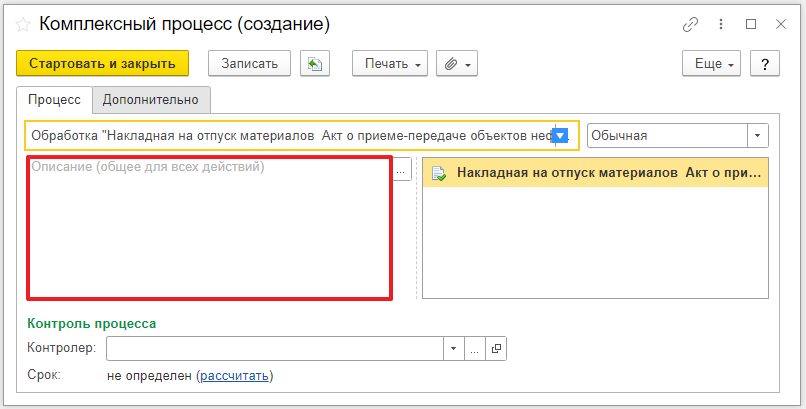 Комплексный процесс (создание)
Стартовать и закрыть Записать Печать Еще ?
Процесс Дополнительно
Обработка "Накладная на отпуск материалов Акт о приеме-передаче объектов Обычная
Описание (общее для всех действий) ... Накладная на отпуск материалов Акт о при...
Контроль процесса
Контролер: ...
Срок: не определен (рассчитать)